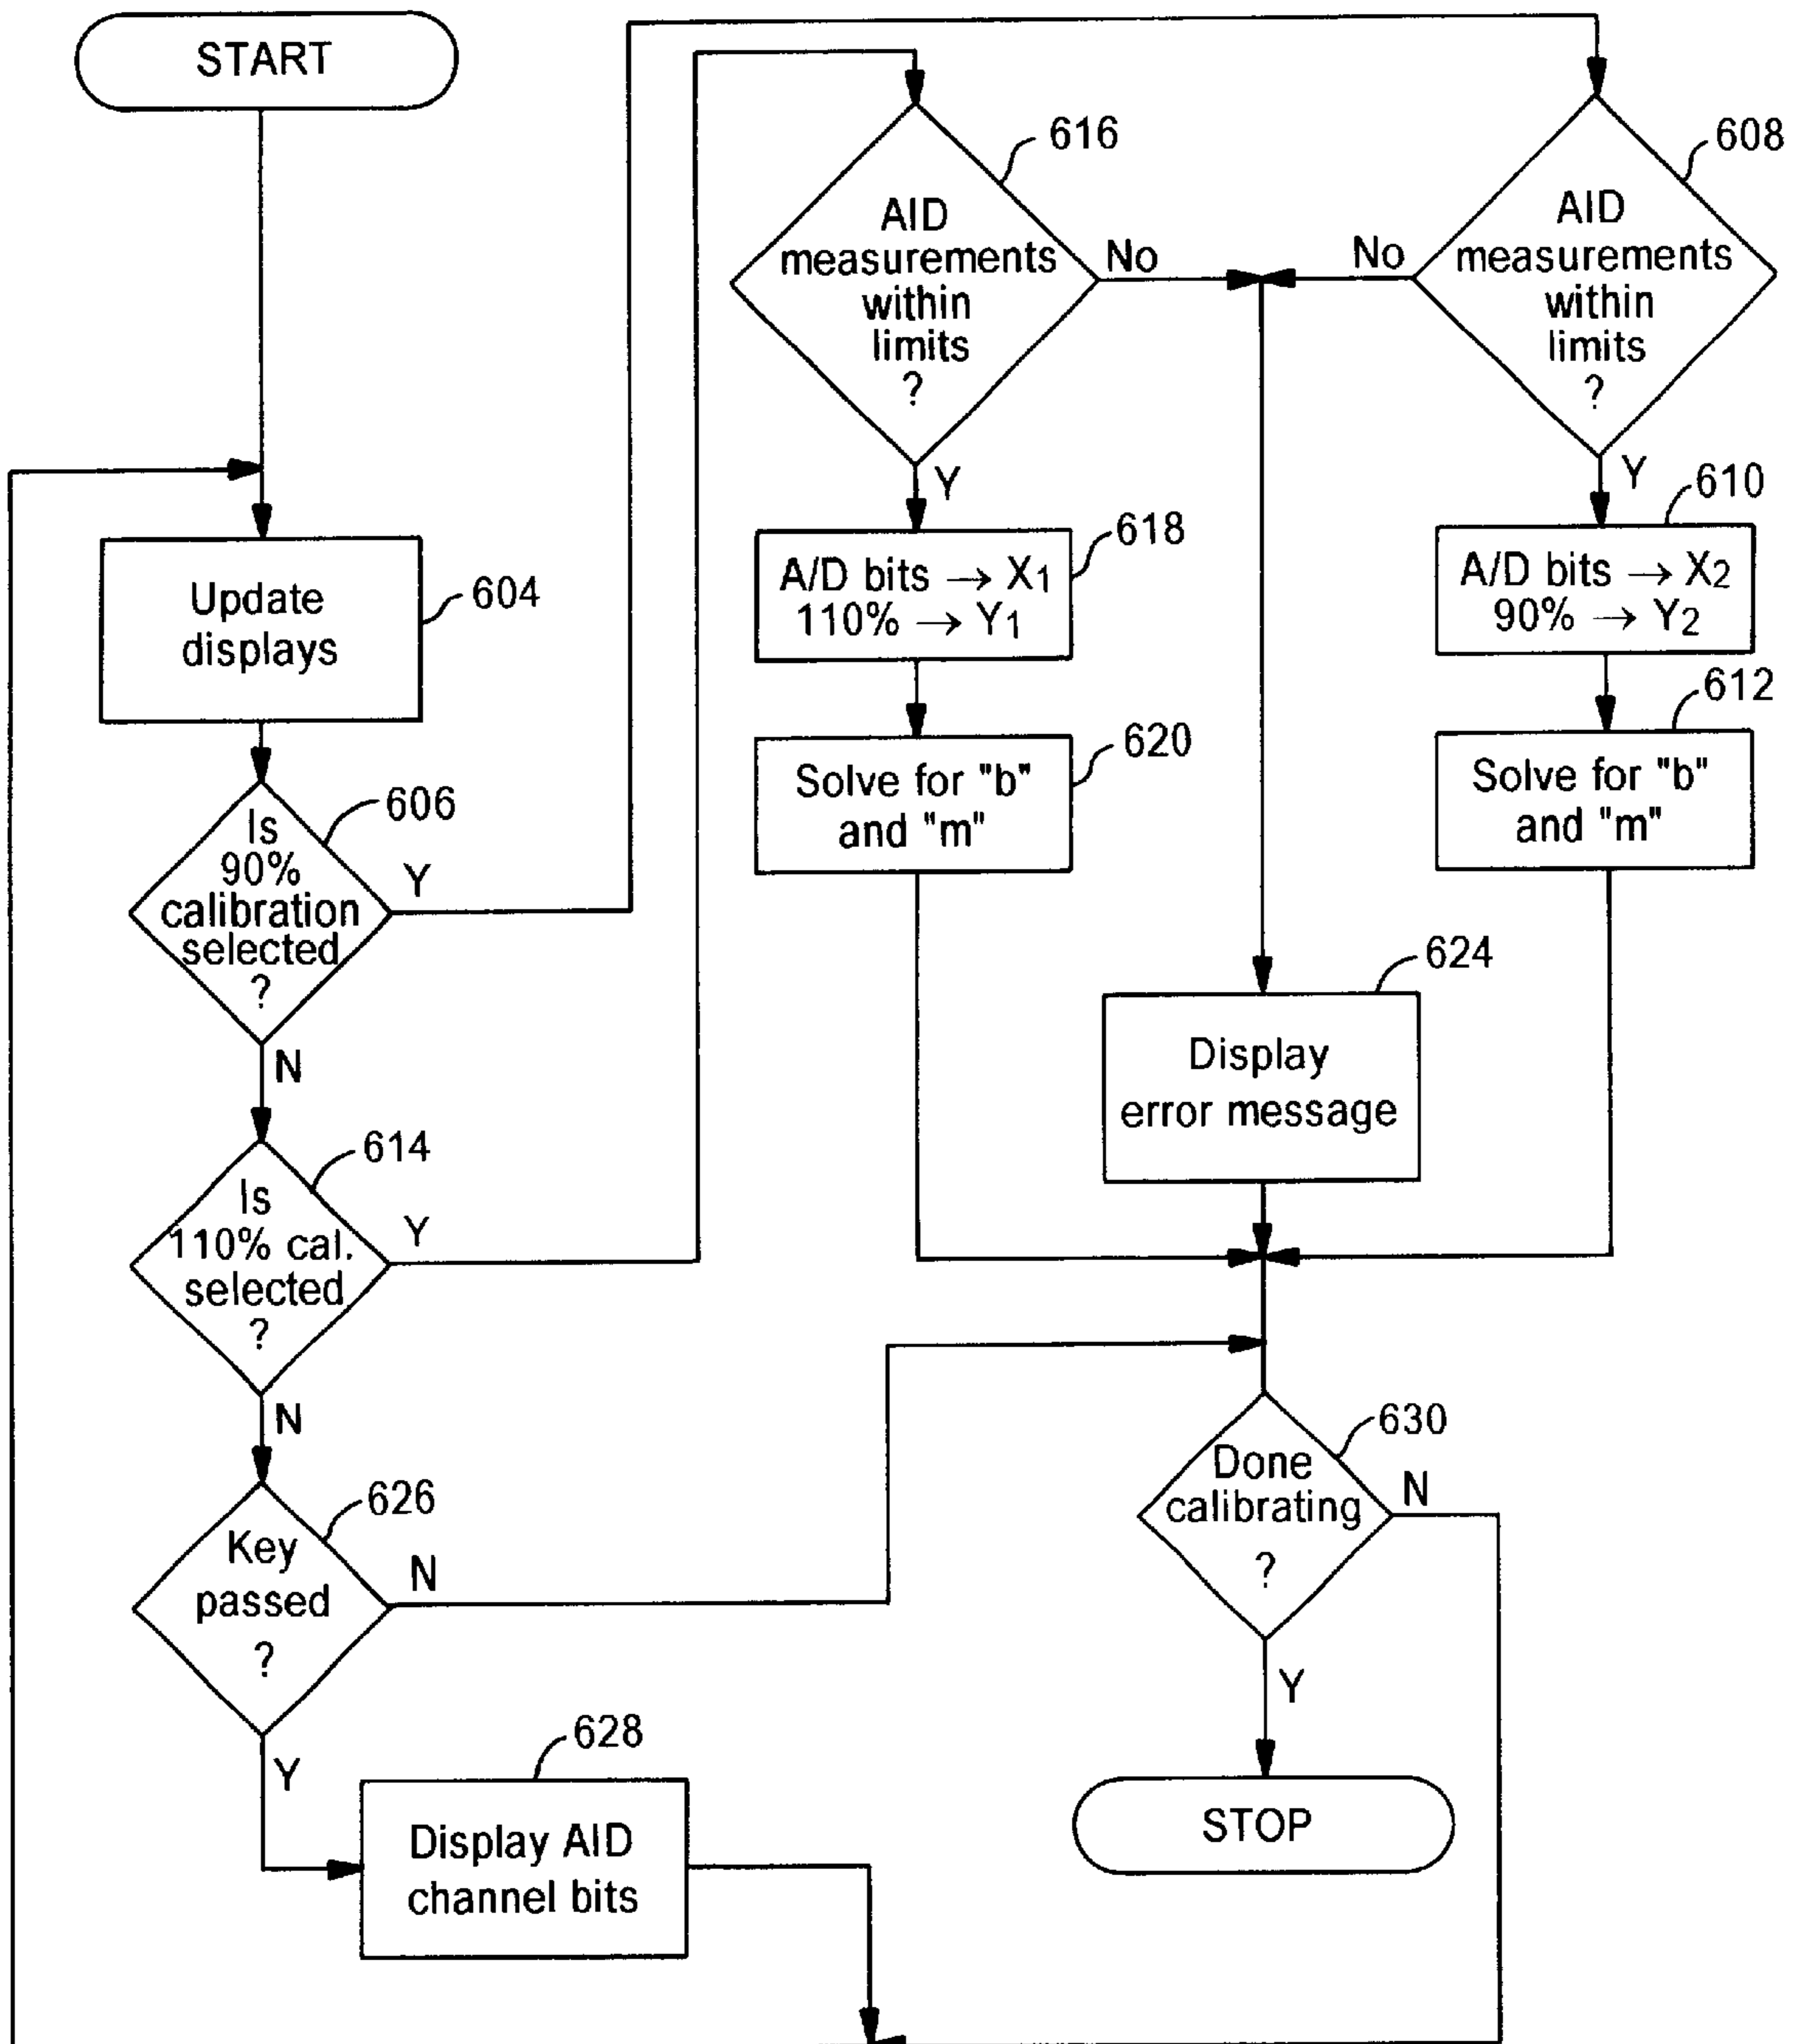 START
Update
displays
604
Is
90%
calibration
selected
?
606
Y
N
Is
110% cal.
selected
?
614
Y
N
Key
passed
?
626
N
Y
Display AID
channel bits
628
AID
measurements
within
limits
?
616
No
Y
A/D bits → X1
110% → Y1
618
Solve for "b"
and "m"
620
AID
measurements
within
limits
?
608
No
Y
A/D bits → X2
90% → Y2
610
Solve for "b"
and "m"
612
Display
error message
624
Done
calibrating
?
630
N
Y
STOP